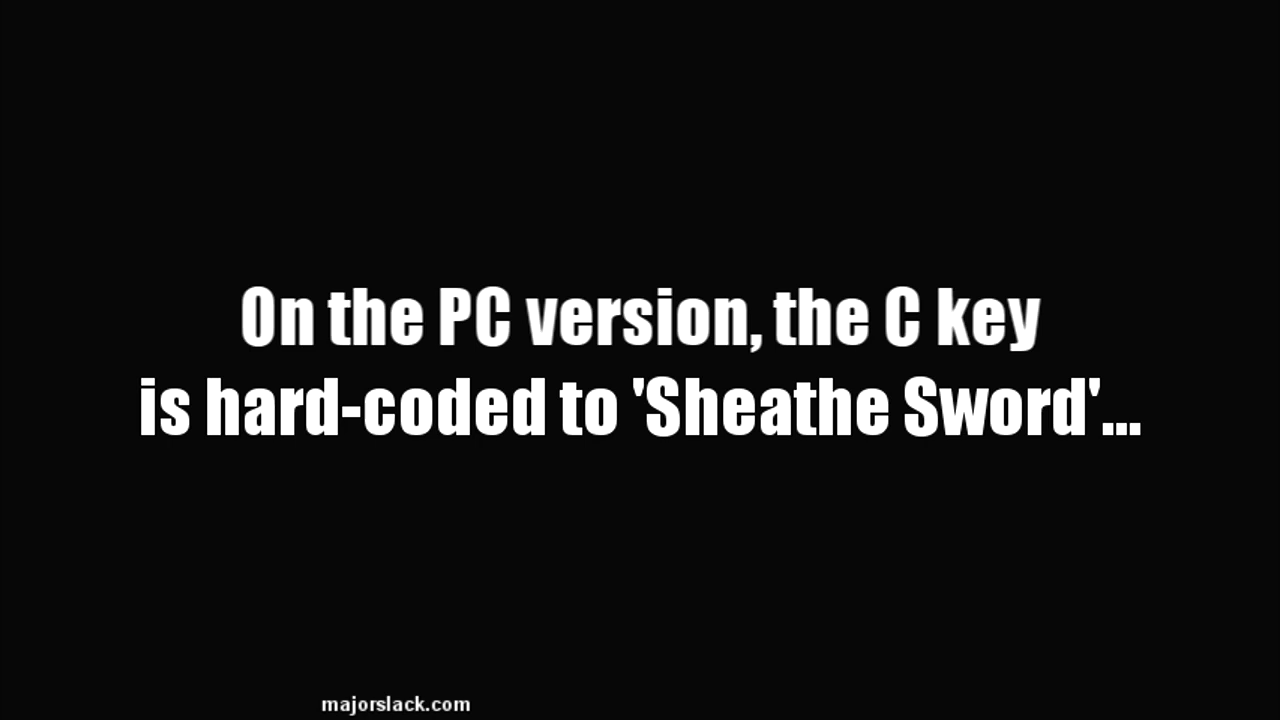 On the PC version, the C key
is hard-coded to 'Sheathe Sword'...
majorslack.com